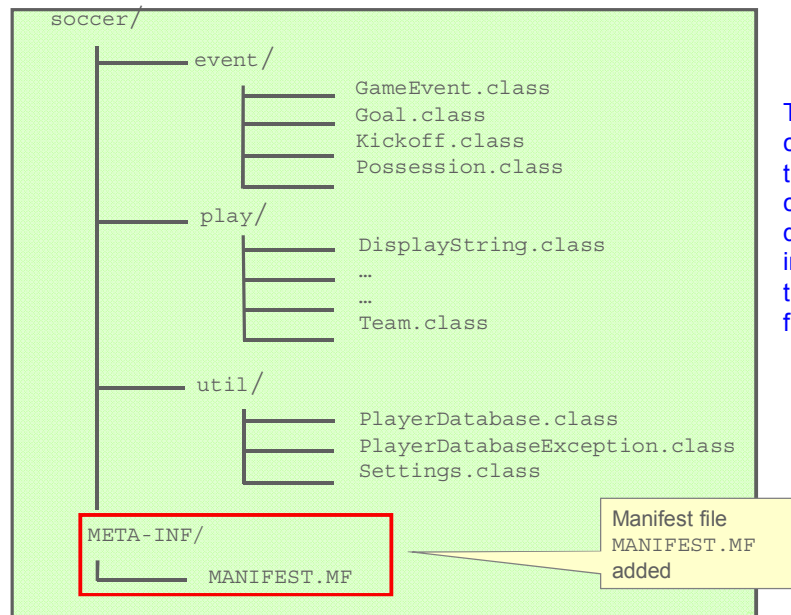 soccer/
event/
GameEvent.class
Goal.class
Kickoff.class
Possession.class
play/
DisplayString.class
…
…
Team.class
util/
PlayerDatabase.class
PlayerDatabaseException.class
Settings.class
META-INF/
MANIFEST.MF
Manifest file
MANIFEST.MF
added